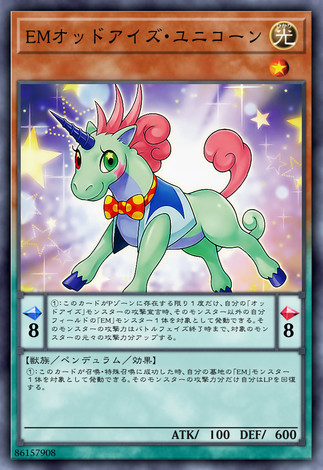 EMオッドアイズ・ユニコーン
光
①:このカードがPゾーンに存在する限り1度だけ、自分の「オッ
ドアイズ」モンスターの攻撃宣言時、そのモンスター以外の自分
フィールドの「EM」モンスター1体を対象として発動できる。そ
のモンスターの攻撃力はバトルフェイズ終了時まで、対象のモン
スターの元々の攻撃力分アップする。
8 8
【獣族/ペンデュラム/効果】
①:このカードが召喚・特殊召喚に成功した時、自分の墓地の「EM」モンスター
1体を対象として発動できる。そのモンスターの攻撃力分だけ自分はLPを回復
する。
ATK/ 100 DEF/ 600
86157908